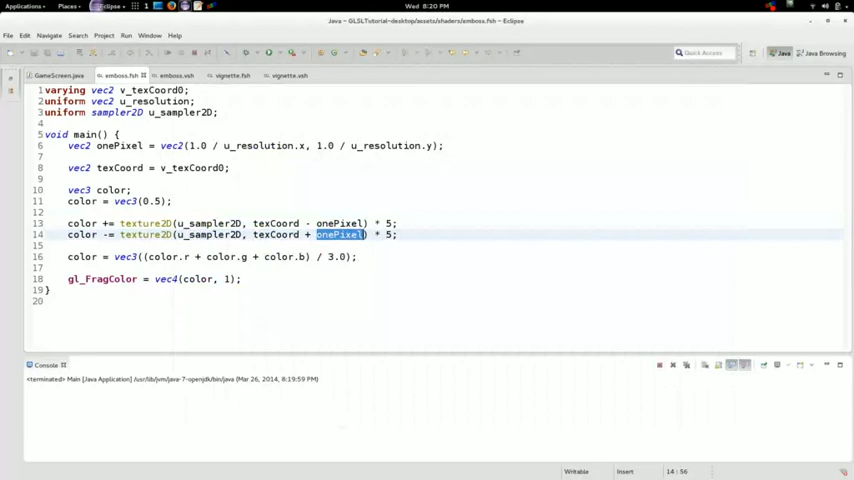 Applications Places Eclipse 1 Wed, 8:20 PM
Java - GLSLTutorial-desktop/assets/shaders/emboss.fsh - Eclipse
File Edit Navigate Search Project Run Window Help
Quick Access Java Java Browsing
GameScreen.java emboss.fsh emboss.vsh vignette.fsh vignette.vsh
1 varying vec2 v_texCoord0;
2 uniform vec2 u_resolution;
3 uniform sampler2D u_sampler2D;
4
5 void main() {
6 vec2 onePixel = vec2(1.0 / u_resolution.x, 1.0 / u_resolution.y);
7
8 vec2 texCoord = v_texCoord0;
9
10 vec3 color;
11 color = vec3(0.5);
12
13 color += texture2D(u_sampler2D, texCoord - onePixel) * 5;
14 color -= texture2D(u_sampler2D, texCoord + onePixel) * 5;
15
16 color = vec3((color.r + color.g + color.b) / 3.0);
17
18 gl_FragColor = vec4(color, 1);
19 }
20
Console
<terminated> Main [Java Application] /usr/lib/jvm/java-7-openjdk/bin/java (Mar 26, 2014, 8:19:59 PM)
Writable Insert 14 : 56